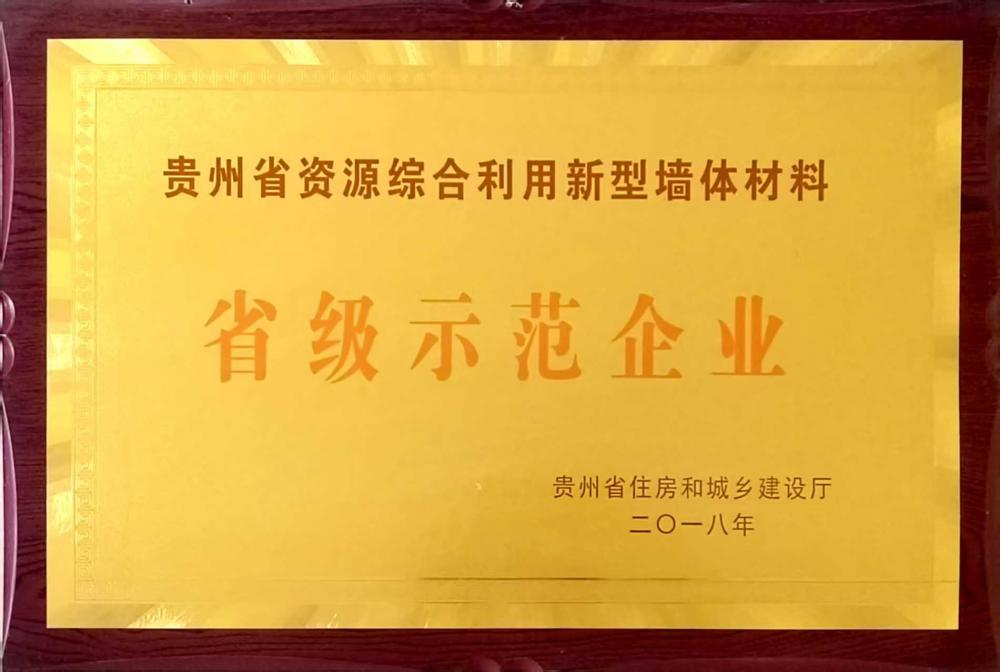 贵州省资源综合利用新型墙体材料
省级示范企业
贵州省住房和城乡建设厅
二〇一八年